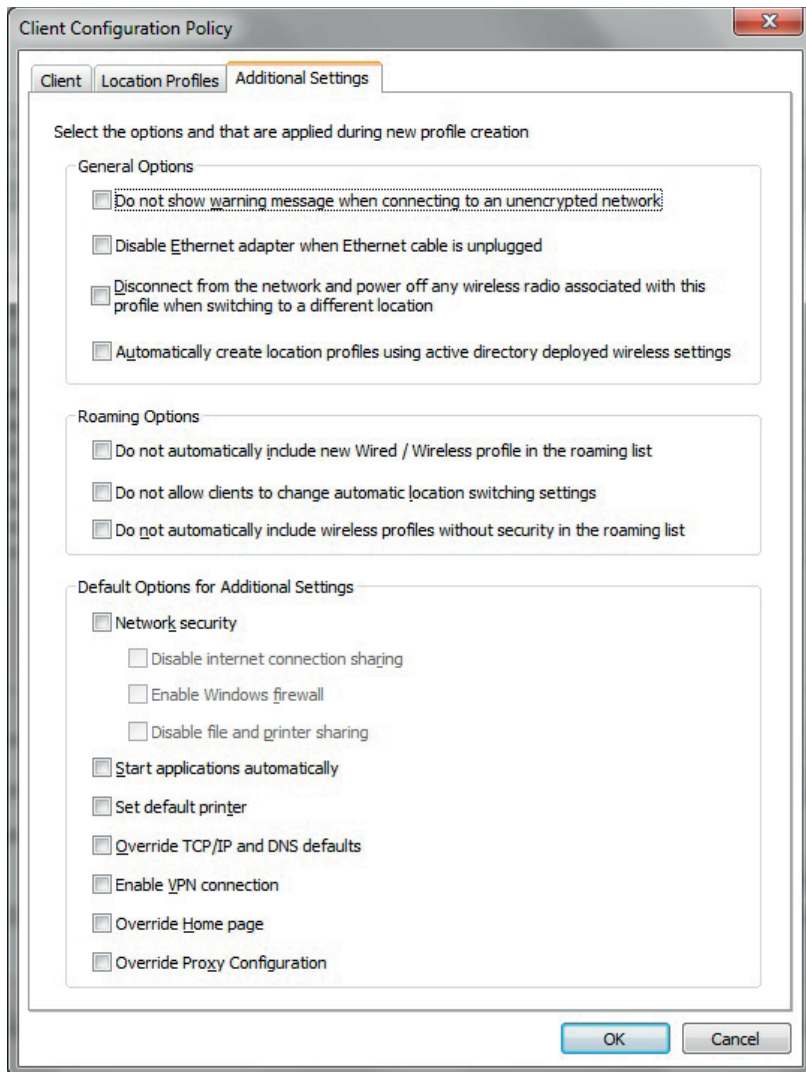 Client Configuration Policy
Client
Location Profiles
Additional Settings
Select the options and that are applied during new profile creation
General Options
Do not show warning message when connecting to an unencrypted network
Disable Ethernet adapter when Ethernet cable is unplugged
Disconnect from the network and power off any wireless radio associated with this
profile when switching to a different location
Automatically create location profiles using active directory deployed wireless settings
Roaming Options
Do not automatically include new Wired / Wireless profile in the roaming list
Do not allow clients to change automatic location switching settings
Do not automatically include wireless profiles without security in the roaming list
Default Options for Additional Settings
Network security
Disable internet connection sharing
Enable Windows firewall
Disable file and printer sharing
Start applications automatically
Set default printer
Override TCP/IP and DNS defaults
Enable VPN connection
Override Home page
Override Proxy Configuration
OK
Cancel